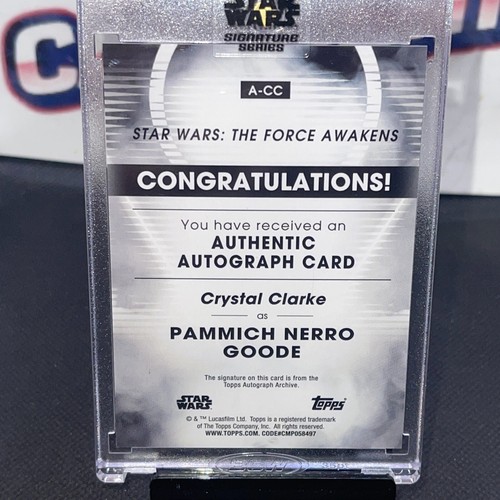 STAR
WARS
SIGNATURE
SERIES
A-CC
STAR WARS: THE FORCE AWAKENS
CONGRATULATIONS!
You have received an
AUTHENTIC
AUTOGRAPH CARD
Crystal Clarke
as
PAMMICH NERRO
GOODE
The signature on this card is from the
Topps Autograph Archive.
STAR
WARS
Topps
© & ™ Lucasfilm Ltd. Topps is a registered trademark
of The Topps Company, Inc. All rights reserved.
WWW.TOPPS.COM. CODE#CMP058497